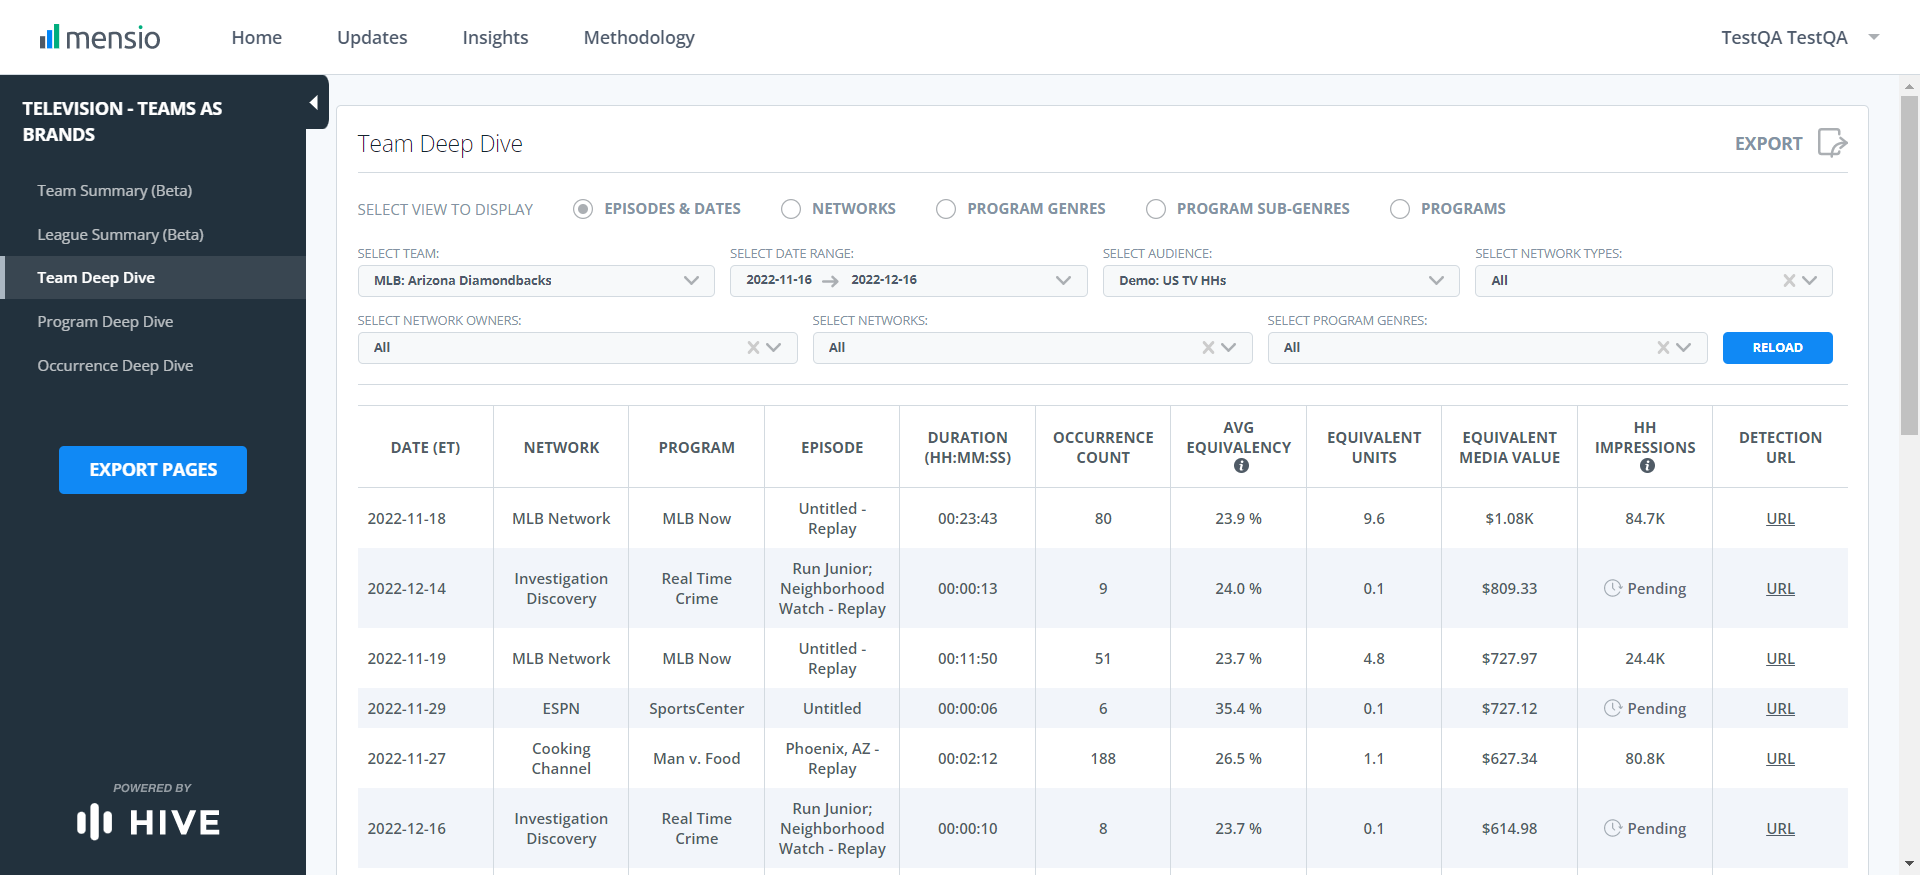 mensio
Home
Updates
Insights
Methodology
TestQA TestQA
TELEVISION - TEAMS AS
BRANDS
Team Summary (Beta)
League Summary (Beta)
Team Deep Dive
Program Deep Dive
Occurrence Deep Dive
EXPORT PAGES
POWERED BY
HIVE
Team Deep Dive
EXPORT
SELECT VIEW TO DISPLAY
EPISODES & DATES
NETWORKS
PROGRAM GENRES
PROGRAM SUB-GENRES
PROGRAMS
SELECT TEAM:
MLB: Arizona Diamondbacks
SELECT DATE RANGE:
2022-11-16 → 2022-12-16
SELECT AUDIENCE:
Demo: US TV HHs
SELECT NETWORK TYPES:
All
SELECT NETWORK OWNERS:
All
SELECT NETWORKS:
All
SELECT PROGRAM GENRES:
All
RELOAD
DATE (ET)
NETWORK
PROGRAM
EPISODE
DURATION
(HH:MM:SS)
OCCURRENCE
COUNT
AVG
EQUIVALENCY
EQUIVALENT
UNITS
EQUIVALENT
MEDIA VALUE
HH
IMPRESSIONS
DETECTION
URL
2022-11-18
MLB Network
MLB Now
Untitled -
Replay
00:23:43
80
23.9 %
9.6
$1.08K
84.7K
URL
2022-12-14
Investigation
Discovery
Real Time
Crime
Run Junior;
Neighborhood
Watch - Replay
00:00:13
9
24.0 %
0.1
$809.33
Pending
URL
2022-11-19
MLB Network
MLB Now
Untitled -
Replay
00:11:50
51
23.7 %
4.8
$727.97
24.4K
URL
2022-11-29
ESPN
SportsCenter
Untitled
00:00:06
6
35.4 %
0.1
$727.12
Pending
URL
2022-11-27
Cooking
Channel
Man v. Food
Phoenix, AZ -
Replay
00:02:12
188
26.5 %
1.1
$627.34
80.8K
URL
2022-12-16
Investigation
Discovery
Real Time
Crime
Run Junior;
Neighborhood
Watch - Replay
00:00:10
8
23.7 %
0.1
$614.98
Pending
URL